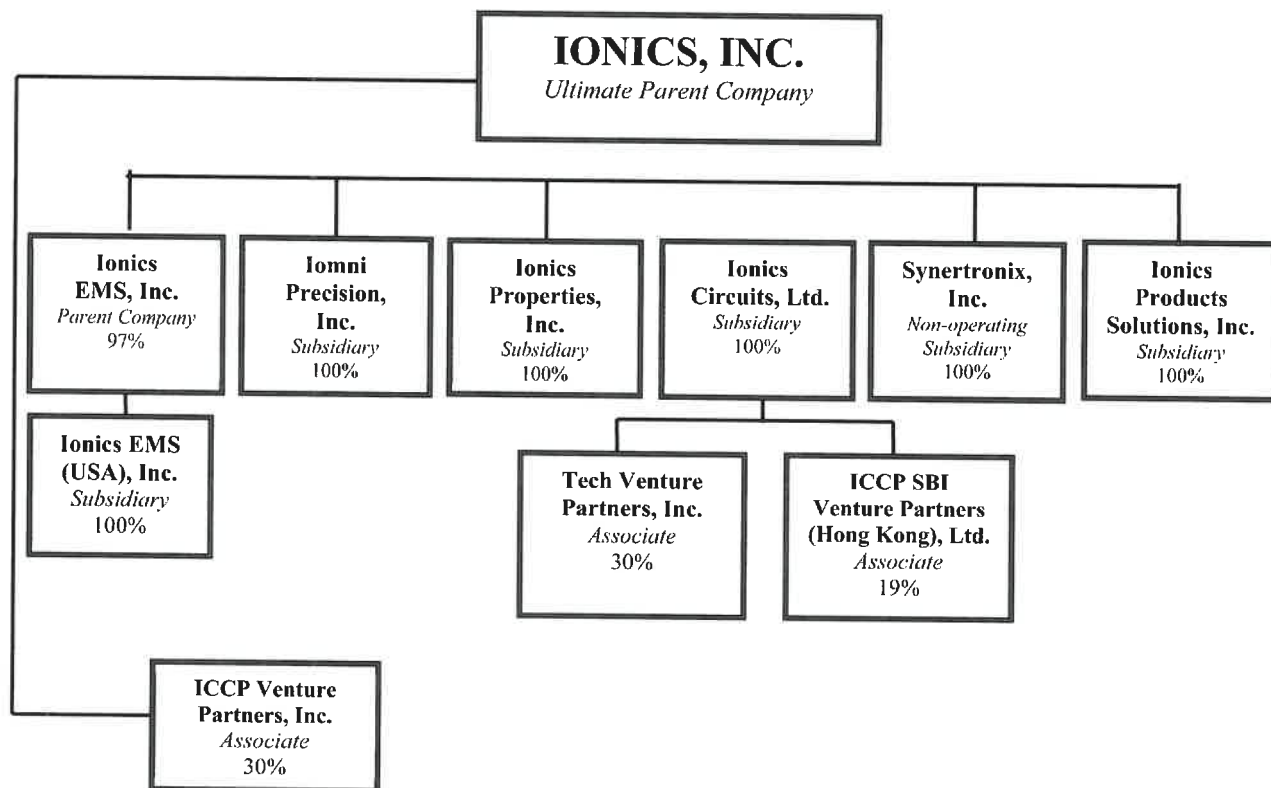 IONICS, INC.
Ultimate Parent Company
Ionics
EMS, Inc.
Parent Company
97%
Iomni
Precision,
Inc.
Subsidiary
100%
Ionics
Properties,
Inc.
Subsidiary
100%
Ionics
Circuits, Ltd.
Subsidiary
100%
Synertronix,
Inc.
Non-operating
Subsidiary
100%
Ionics
Products
Solutions, Inc.
Subsidiary
100%
Ionics EMS
(USA), Inc.
Subsidiary
100%
Tech Venture
Partners, Inc.
Associate
30%
ICCP SBI
Venture Partners
(Hong Kong), Ltd.
Associate
19%
ICCP Venture
Partners, Inc.
Associate
30%